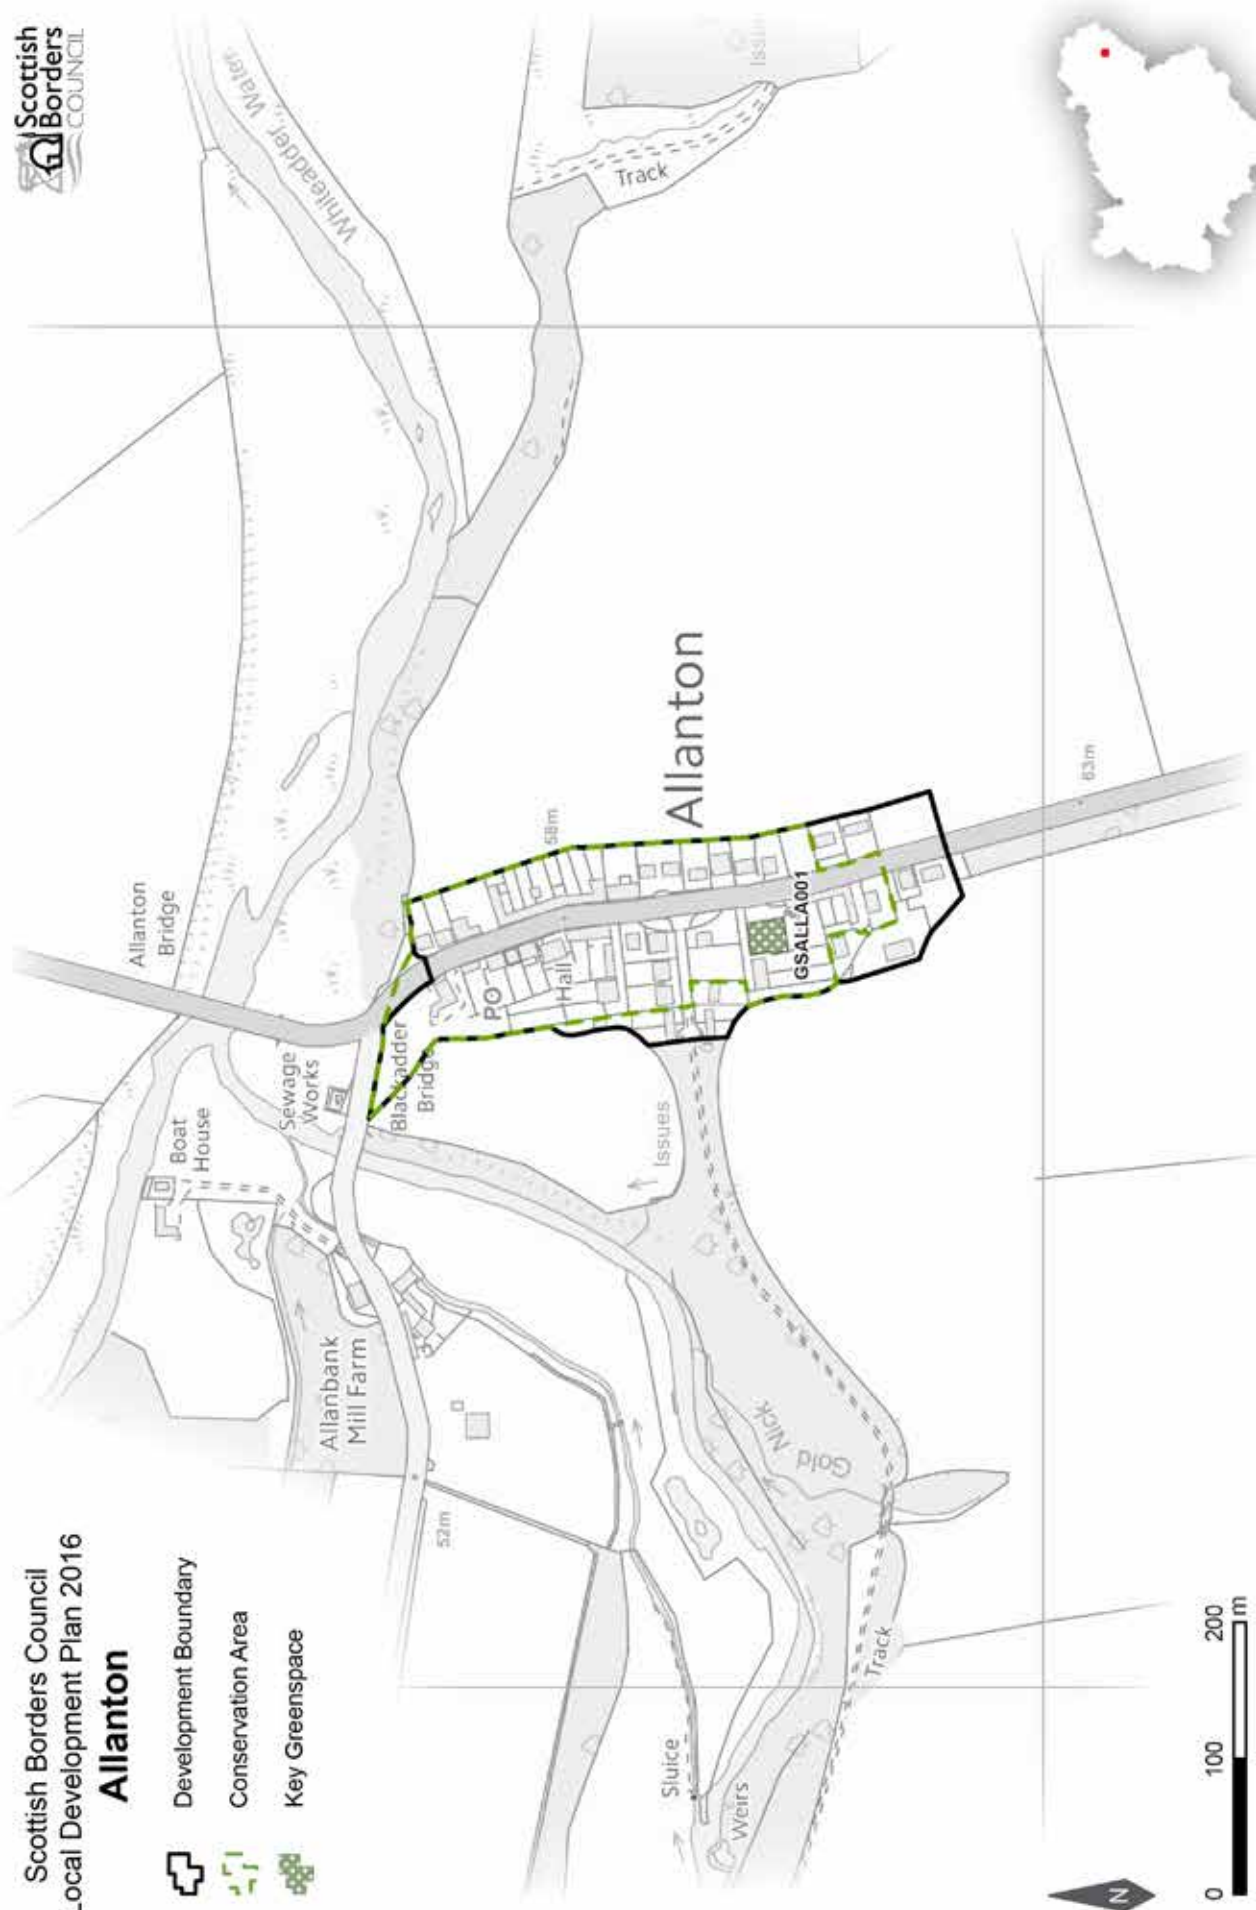 Scottish Borders Council
Local Development Plan 2016
Allanton
Development Boundary
Conservation Area
Key Greenspace
Scottish
Borders
COUNCIL
Whiteadder Water
Allanton
Bridge
Boat
House
Sewage
Works
Allanbank
Mill Farm
Blackadder
Bridge
52m
PO
Hall
58m
Allanton
Track
Issues
GSALLA001
63m
Gold Nick
Sluice
Weirs
Track
N
0
100
200
m